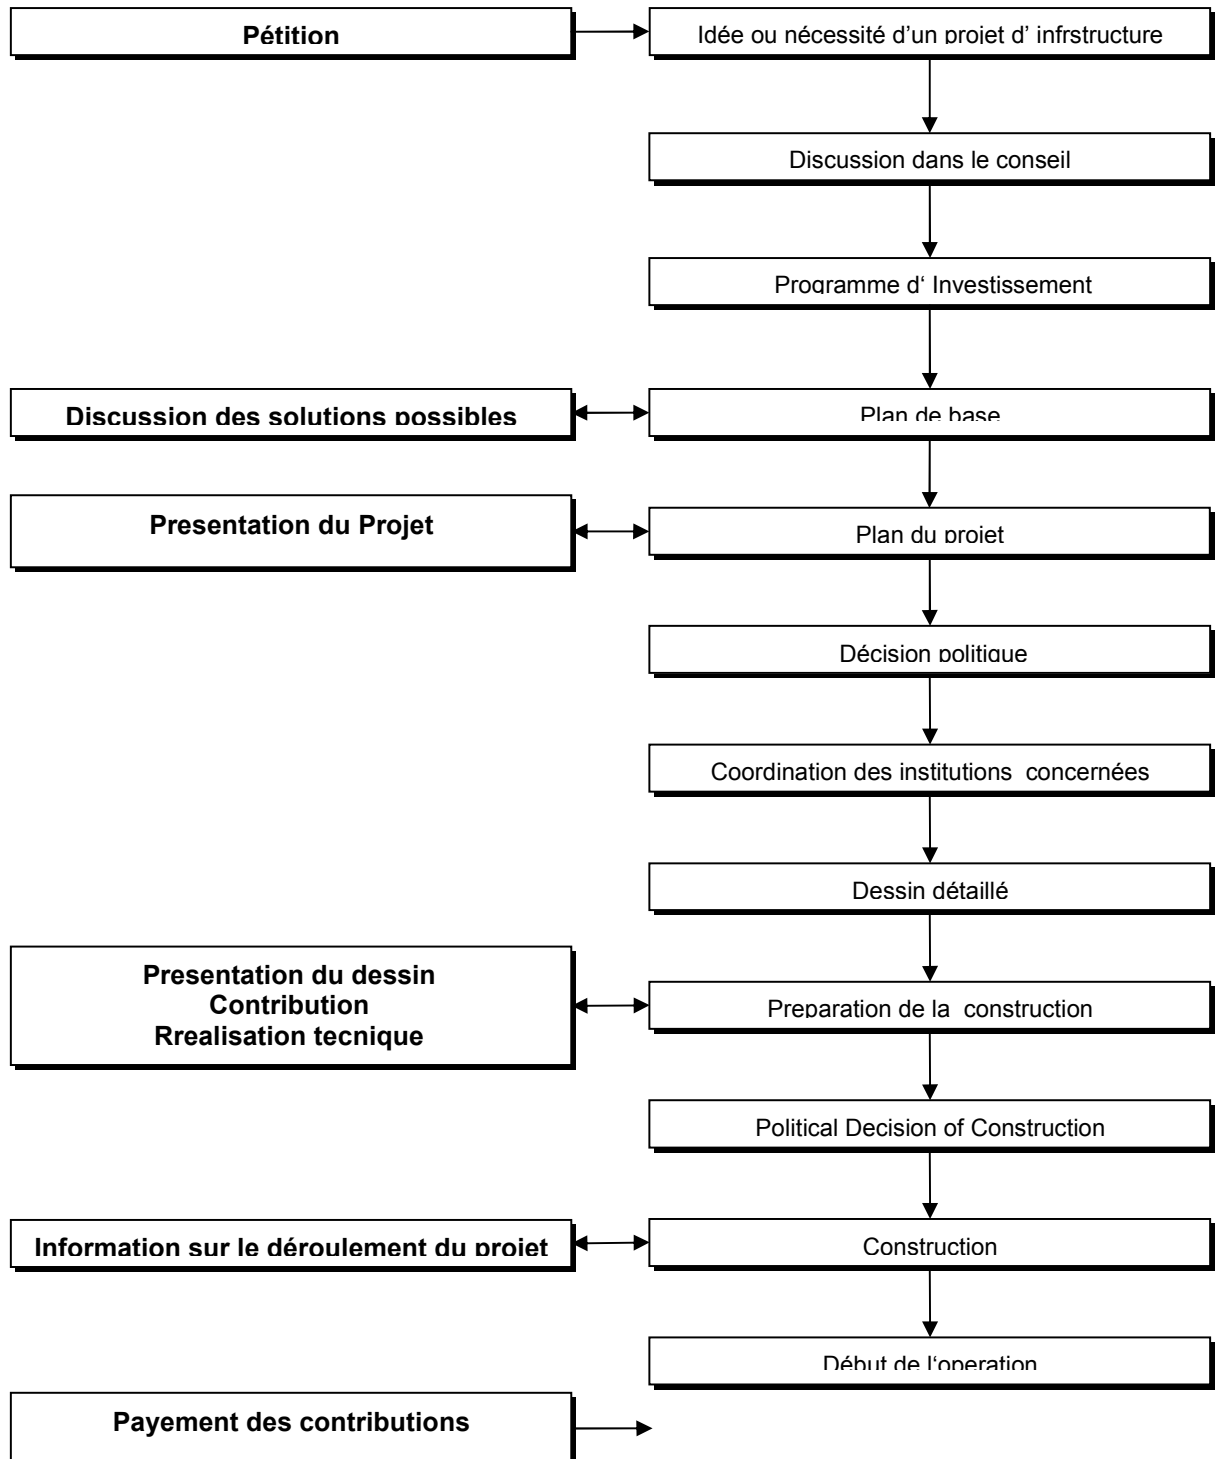 Pétition
Idée ou nécessité d'un projet d' infrstructure
Discussion dans le conseil
Programme d' Investissement
Discussion des solutions possibles
Plan de base
Presentation du Projet
Plan du projet
Décision politique
Coordination des institutions concernées
Dessin détaillé
Presentation du dessin
Contribution
Rrealisation tecnique
Preparation de la construction
Political Decision of Construction
Information sur le déroulement du projet
Construction
Début de l'operation
Payement des contributions